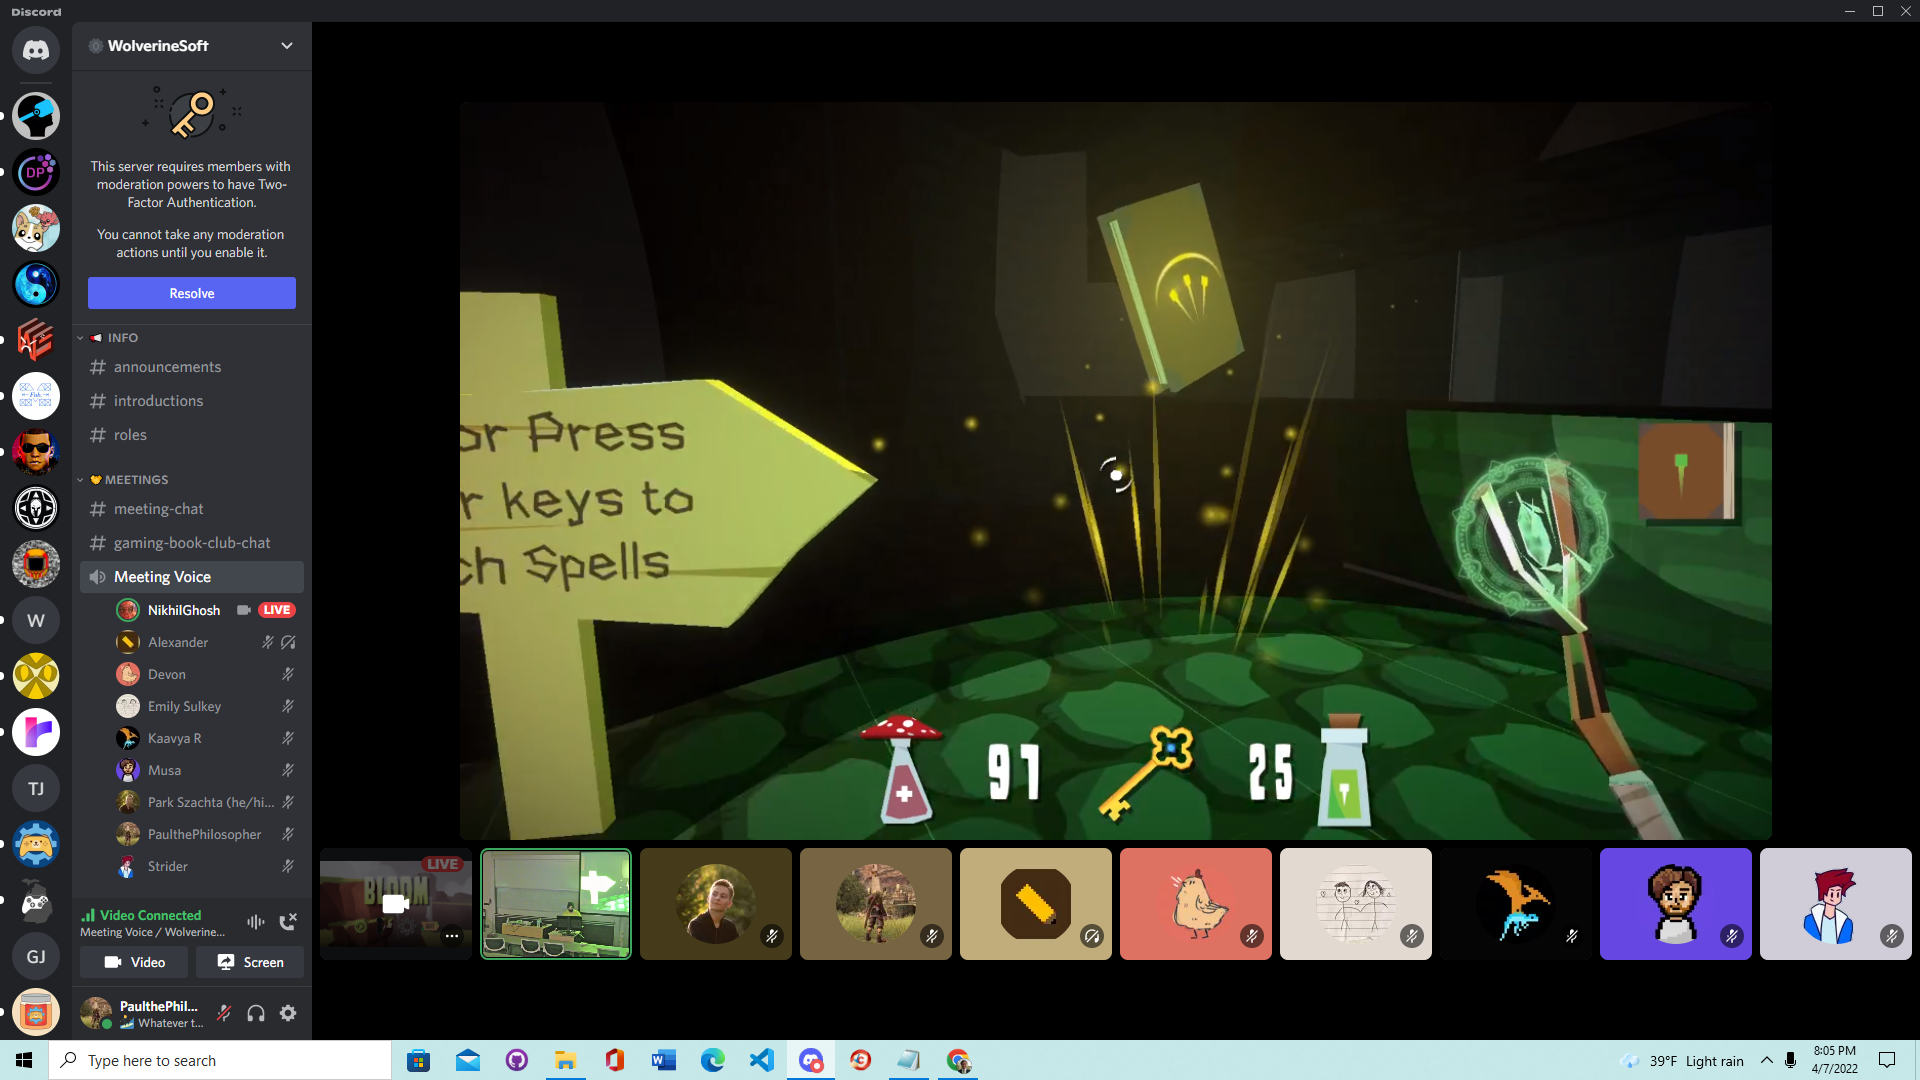 Discord
WolverineSoft
This server requires members with
moderation powers to have Two-
Factor Authentication.
You cannot take any moderation
actions until you enable it.
Resolve
INFO
announcements
introductions
roles
MEETINGS
meeting-chat
gaming-book-club-chat
Meeting Voice
NikhilGhosh
LIVE
Alexander
Devon
Emily Sulkey
Kaavya R
Musa
Park Szachta (he/hi...
PaulthePhilosopher
Strider
Video Connected
Meeting Voice / Wolverine...
Video
Screen
PaulthePhil...
Whatever t...
DP
W
TJ
GJ
or Press
r keys to
ch Spells
91
25
LIVE
BLOOM
Type here to search
39°F Light rain
8:05 PM
4/7/2022